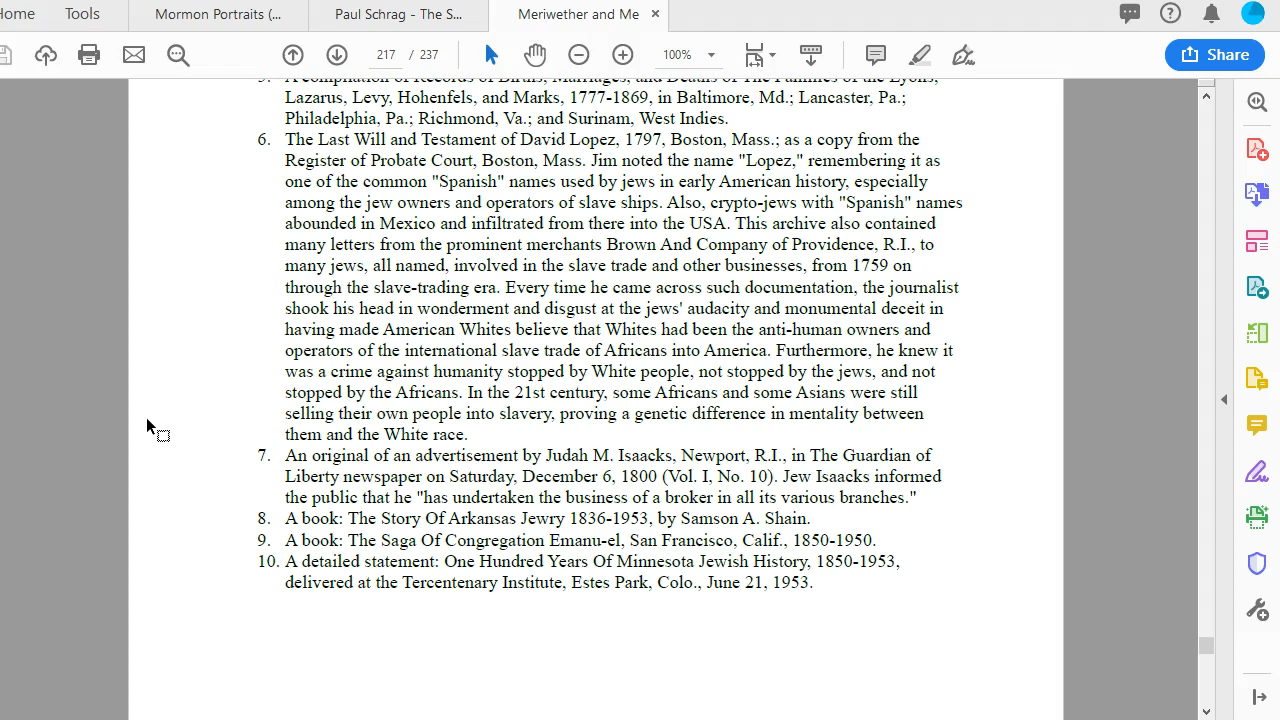 Home Tools Mormon Portraits (... Paul Schrag - The S... Meriwether and Me ×
217 / 237 100% Share
5. A compilation of Records of Births, Marriages, and Deaths of The Families of the Lyons,
Lazarus, Levy, Hohenfels, and Marks, 1777-1869, in Baltimore, Md.; Lancaster, Pa.;
Philadelphia, Pa.; Richmond, Va.; and Surinam, West Indies.
6. The Last Will and Testament of David Lopez, 1797, Boston, Mass.; as a copy from the
Register of Probate Court, Boston, Mass. Jim noted the name "Lopez," remembering it as
one of the common "Spanish" names used by jews in early American history, especially
among the jew owners and operators of slave ships. Also, crypto-jews with "Spanish" names
abounded in Mexico and infiltrated from there into the USA. This archive also contained
many letters from the prominent merchants Brown And Company of Providence, R.I., to
many jews, all named, involved in the slave trade and other businesses, from 1759 on
through the slave-trading era. Every time he came across such documentation, the journalist
shook his head in wonderment and disgust at the jews' audacity and monumental deceit in
having made American Whites believe that Whites had been the anti-human owners and
operators of the international slave trade of Africans into America. Furthermore, he knew it
was a crime against humanity stopped by White people, not stopped by the jews, and not
stopped by the Africans. In the 21st century, some Africans and some Asians were still
selling their own people into slavery, proving a genetic difference in mentality between
them and the White race.
7. An original of an advertisement by Judah M. Isaacks, Newport, R.I., in The Guardian of
Liberty newspaper on Saturday, December 6, 1800 (Vol. I, No. 10). Jew Isaacks informed
the public that he "has undertaken the business of a broker in all its various branches."
8. A book: The Story Of Arkansas Jewry 1836-1953, by Samson A. Shain.
9. A book: The Saga Of Congregation Enanu-el, San Francisco, Calif., 1850-1950.
10. A detailed statement: One Hundred Years Of Minnesota Jewish History, 1850-1953,
delivered at the Tercentenary Institute, Estes Park, Colo., June 21, 1953.